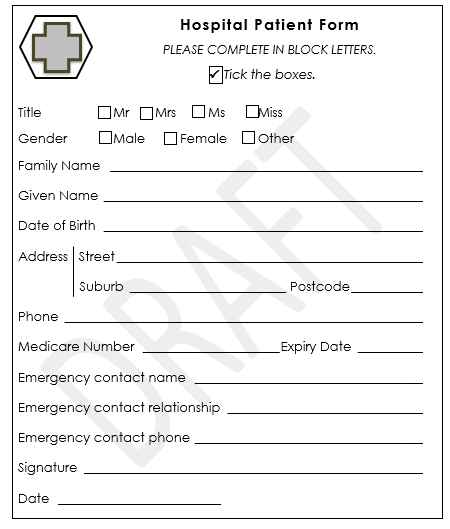 Hospital Patient Form
PLEASE COMPLETE IN BLOCK LETTERS.
Tick the boxes.
Title Mr Mrs Ms Miss
Gender Male Female Other
Family Name
Given Name
Date of Birth
Address Street
Suburb Postcode
Phone
Medicare Number Expiry Date
Emergency contact name
Emergency contact relationship
Emergency contact phone
Signature
Date
DRAFT